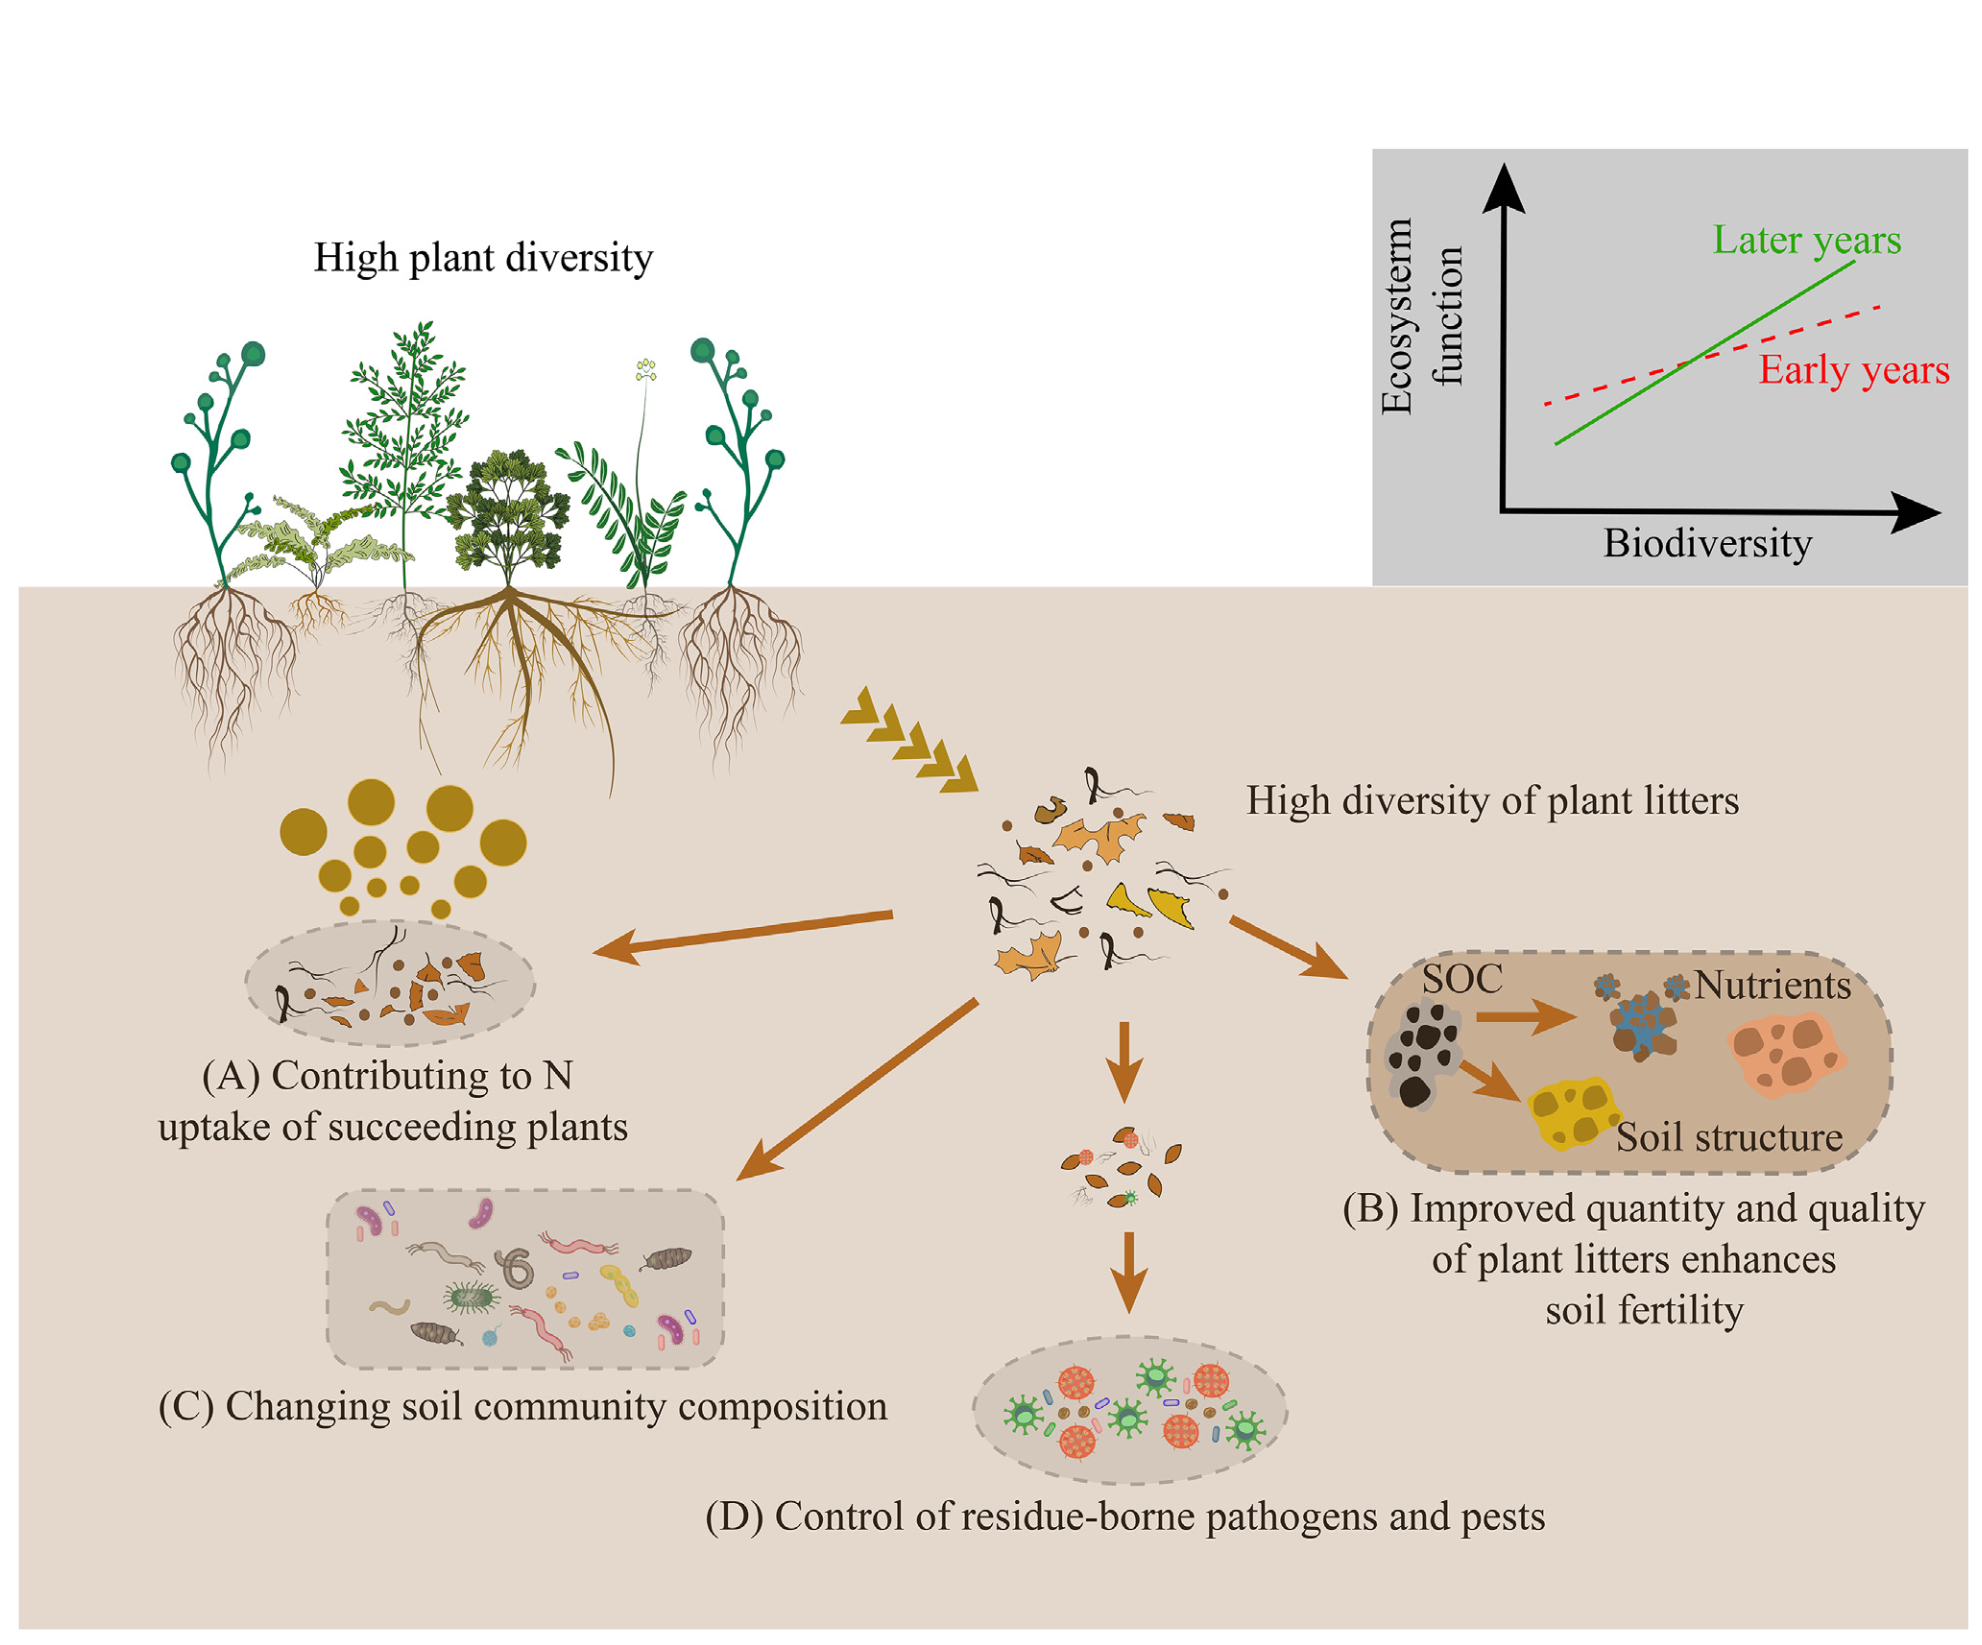 High plant diversity
Ecosysterm
function
Later years
Early years
Biodiversity
High diversity of plant litters
SOC
Nutrients
Soil structure
(A) Contributing to N
uptake of succeeding plants
(B) Improved quantity and quality
of plant litters enhances
soil fertility
(C) Changing soil community composition
(D) Control of residue-borne pathogens and pests